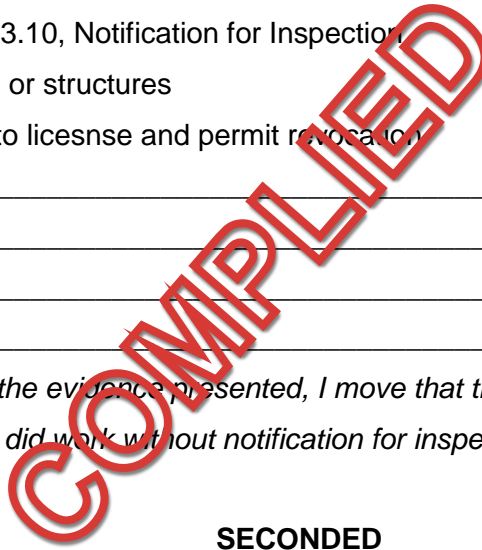 3.10, Notification for Inspection
or structures
to licesnse and permit revocation
the evidence presented, I move that t
did work without notification for inspe
SECONDED
COMPLIED